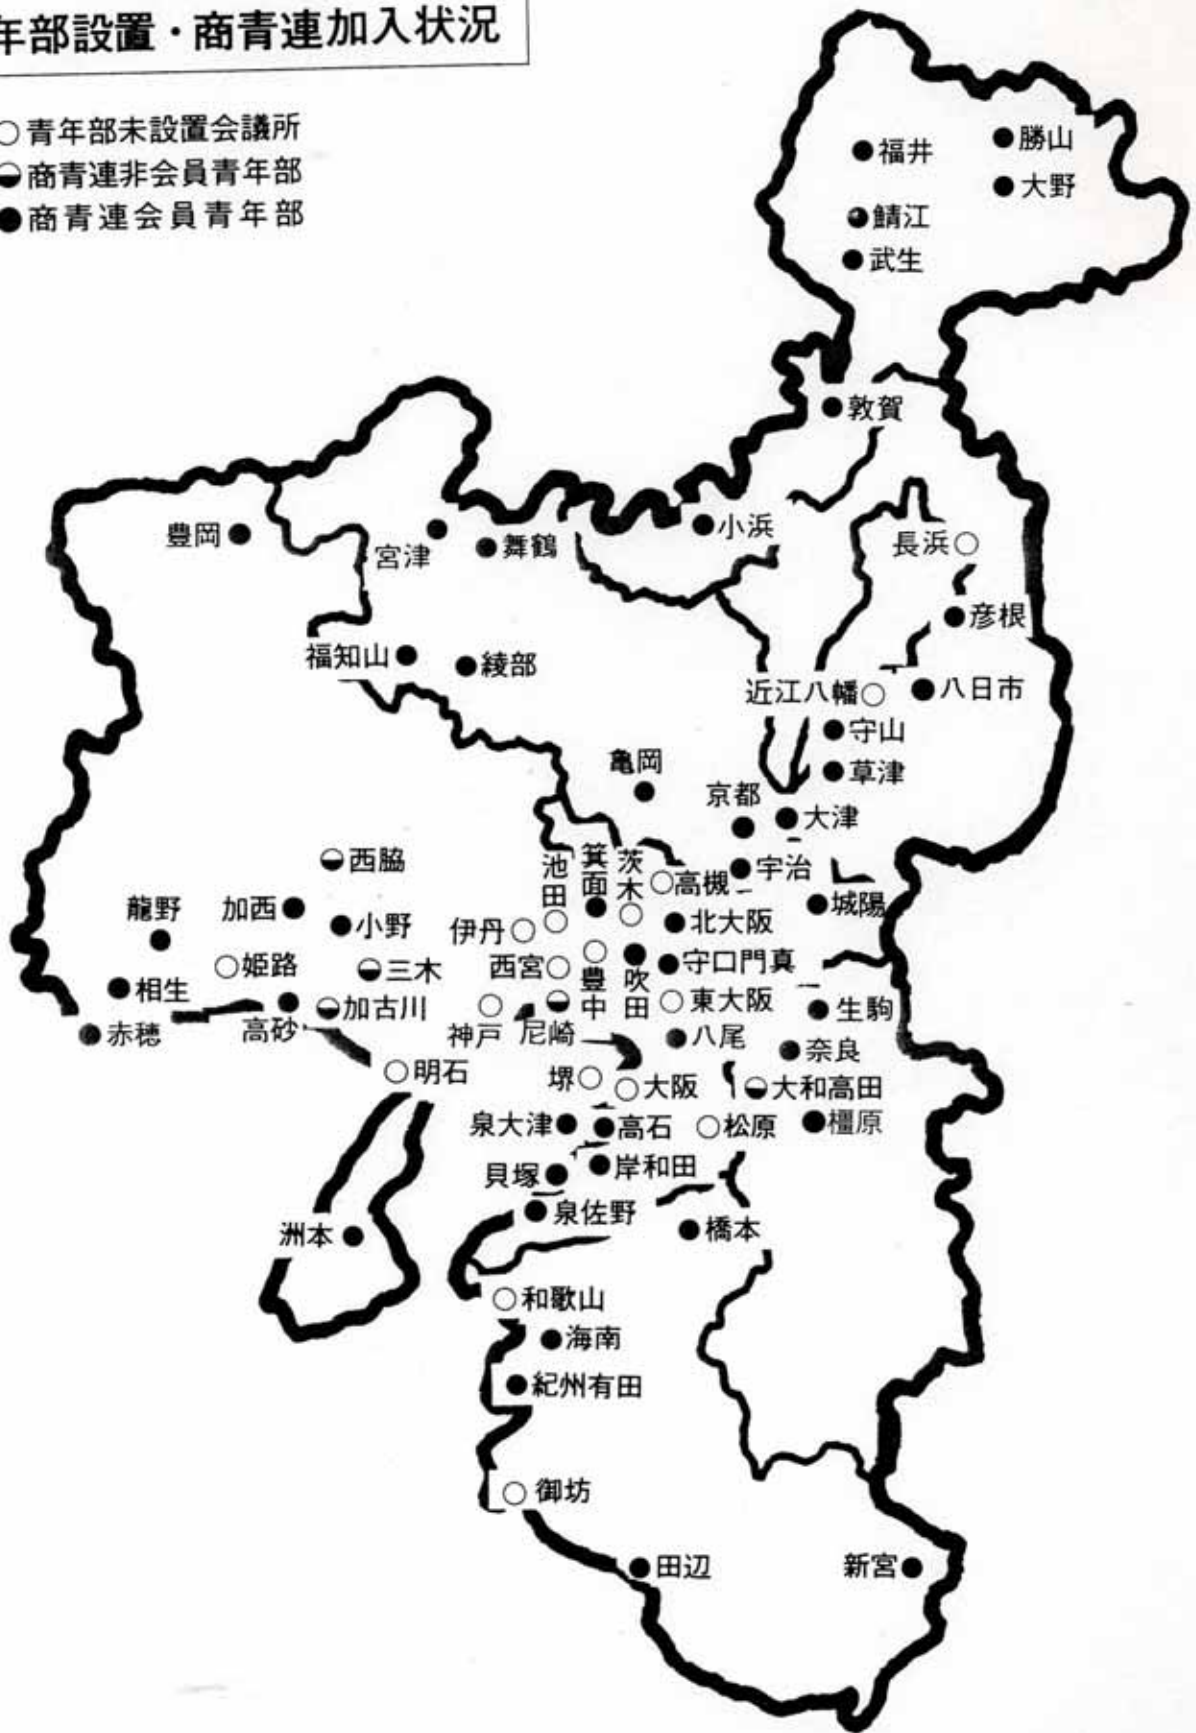 年部設置・商青連加入状況
○青年部未設置会議所
◒商青連非会員青年部
●商青連会員青年部
●福井
●勝山
●大野
●鯖江
●武生
●敦賀
豊岡●
宮津
●舞鶴
●小浜
長浜○
●彦根
福知山●
●綾部
近江八幡○
●八日市
●守山
●草津
亀岡
京都
●大津
◒西脇
池田
箕面
茨木
○高槻
●宇治
龍野
加西●
●小野
伊丹○
●北大阪
●城陽
○姫路
◒三木
西宮○
豊中
吹田
●守口門真
●相生
高砂
◒加古川
神戸
尼崎
○東大阪
●生駒
●赤穂
●八尾
●奈良
○明石
堺○
○大阪
◒大和高田
泉大津●
●高石
○松原
●橿原
貝塚●
●岸和田
洲本●
●泉佐野
●橋本
○和歌山
●海南
●紀州有田
○御坊
●田辺
新宮●